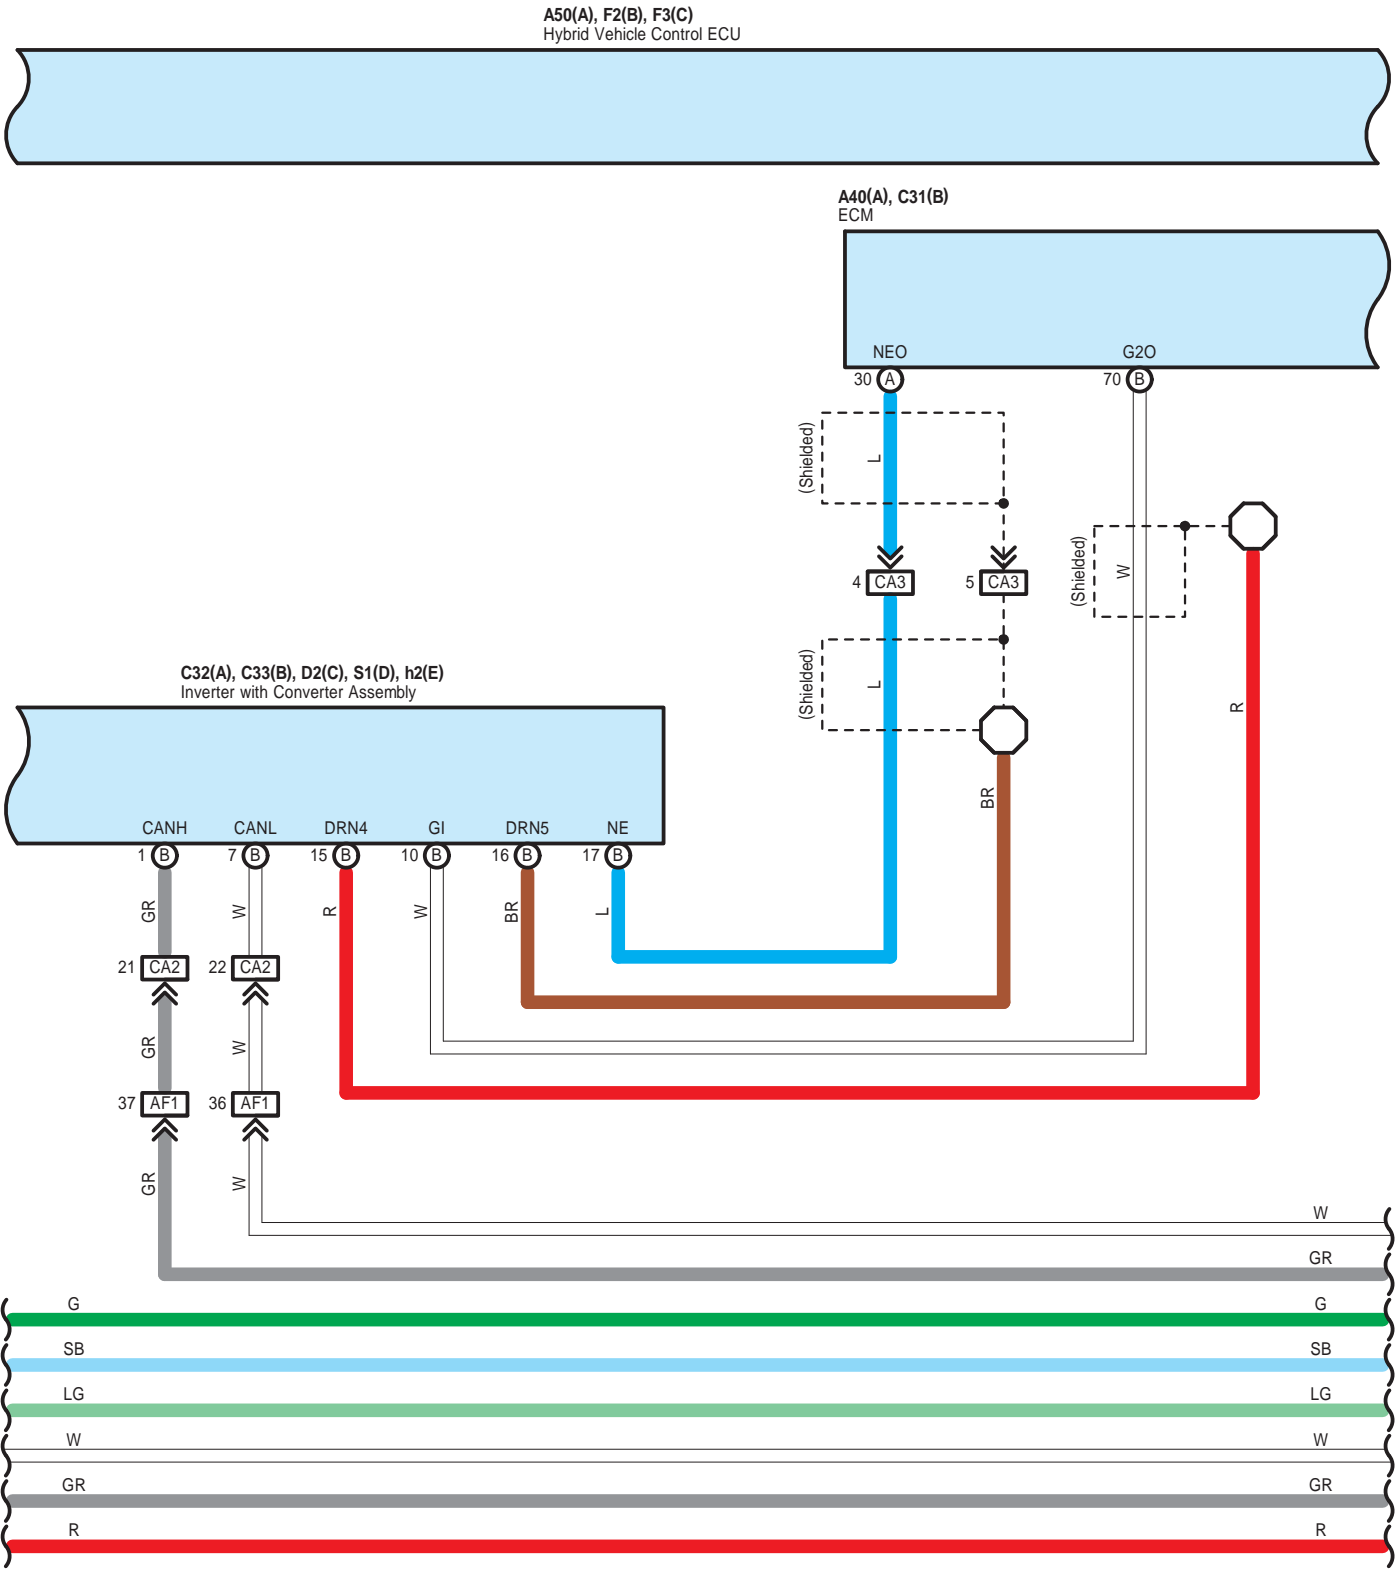 A50(A), F2(B), F3(C)
Hybrid Vehicle Control ECU
A40(A), C31(B)
ECM
NEO
G2O
30 A
70 B
(Shielded)
L
4 CA3
5 CA3
(Shielded)
W
(Shielded)
L
R
BR
C32(A), C33(B), D2(C), S1(D), h2(E)
Inverter with Converter Assembly
CANH
CANL
DRN4
GI
DRN5
NE
1 B
7 B
15 B
10 B
16 B
17 B
GR
W
R
W
BR
L
21 CA2
22 CA2
GR
W
37 AF1
36 AF1
GR
W
W
GR
G
G
SB
SB
LG
LG
W
W
GR
GR
R
R